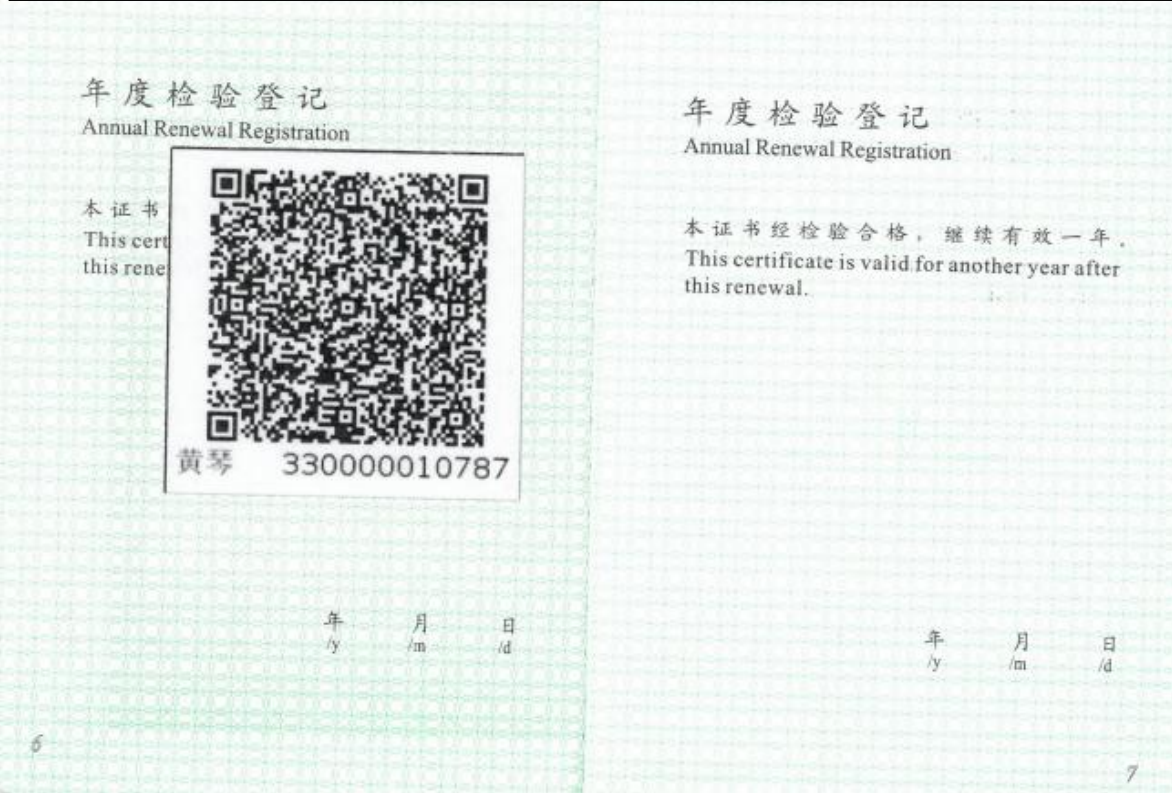 年度检验登记
Annual Renewal Registration
本证书
This cert
this rene
黄琴 330000010787
年 月 日
/y /m /d
6
年度检验登记
Annual Renewal Registration
本证书经检验合格，继续有效一年。
This certificate is valid for another year after
this renewal.
年 月 日
/y /m /d
7